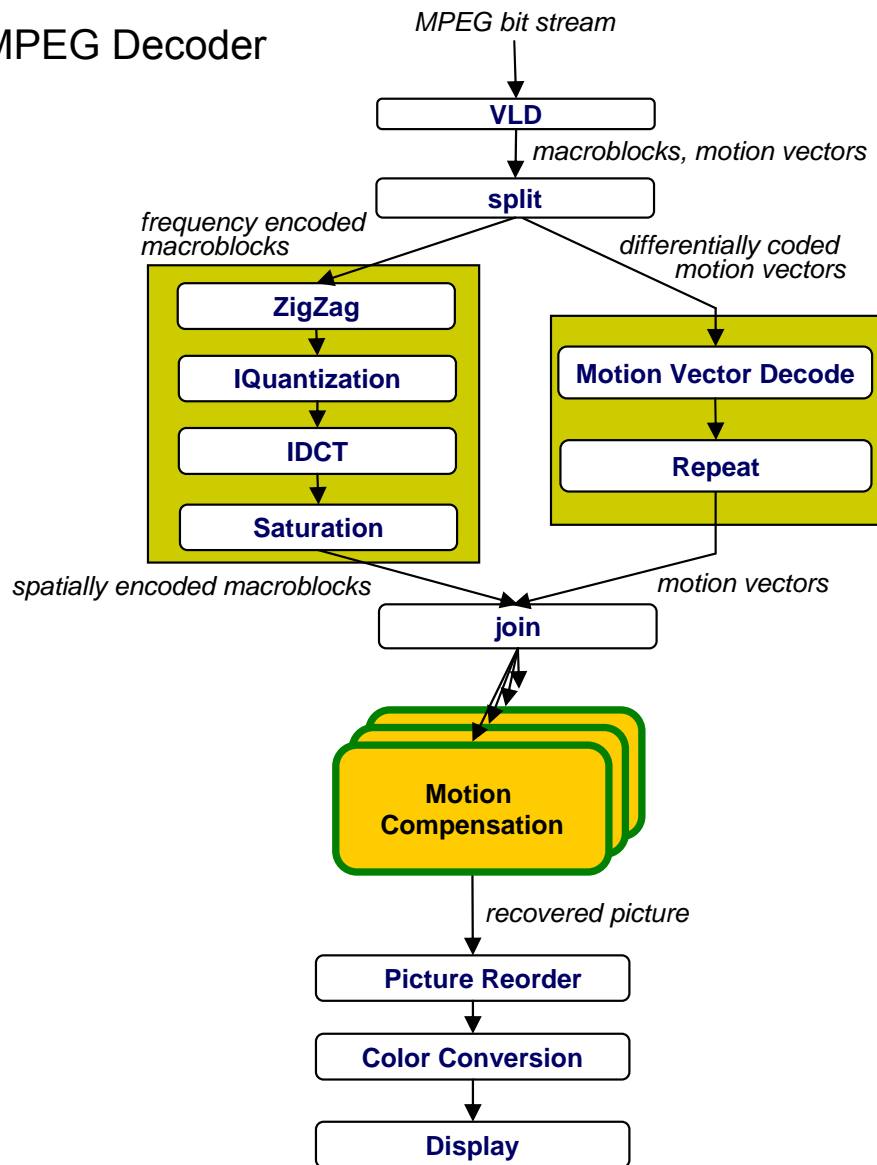 MPEG Decoder
MPEG bit stream
VLD
macroblocks, motion vectors
split
frequency encoded
macroblocks
differentially coded
motion vectors
ZigZag
IQuantization
IDCT
Saturation
Motion Vector Decode
Repeat
spatially encoded macroblocks
motion vectors
join
Motion
Compensation
recovered picture
Picture Reorder
Color Conversion
Display